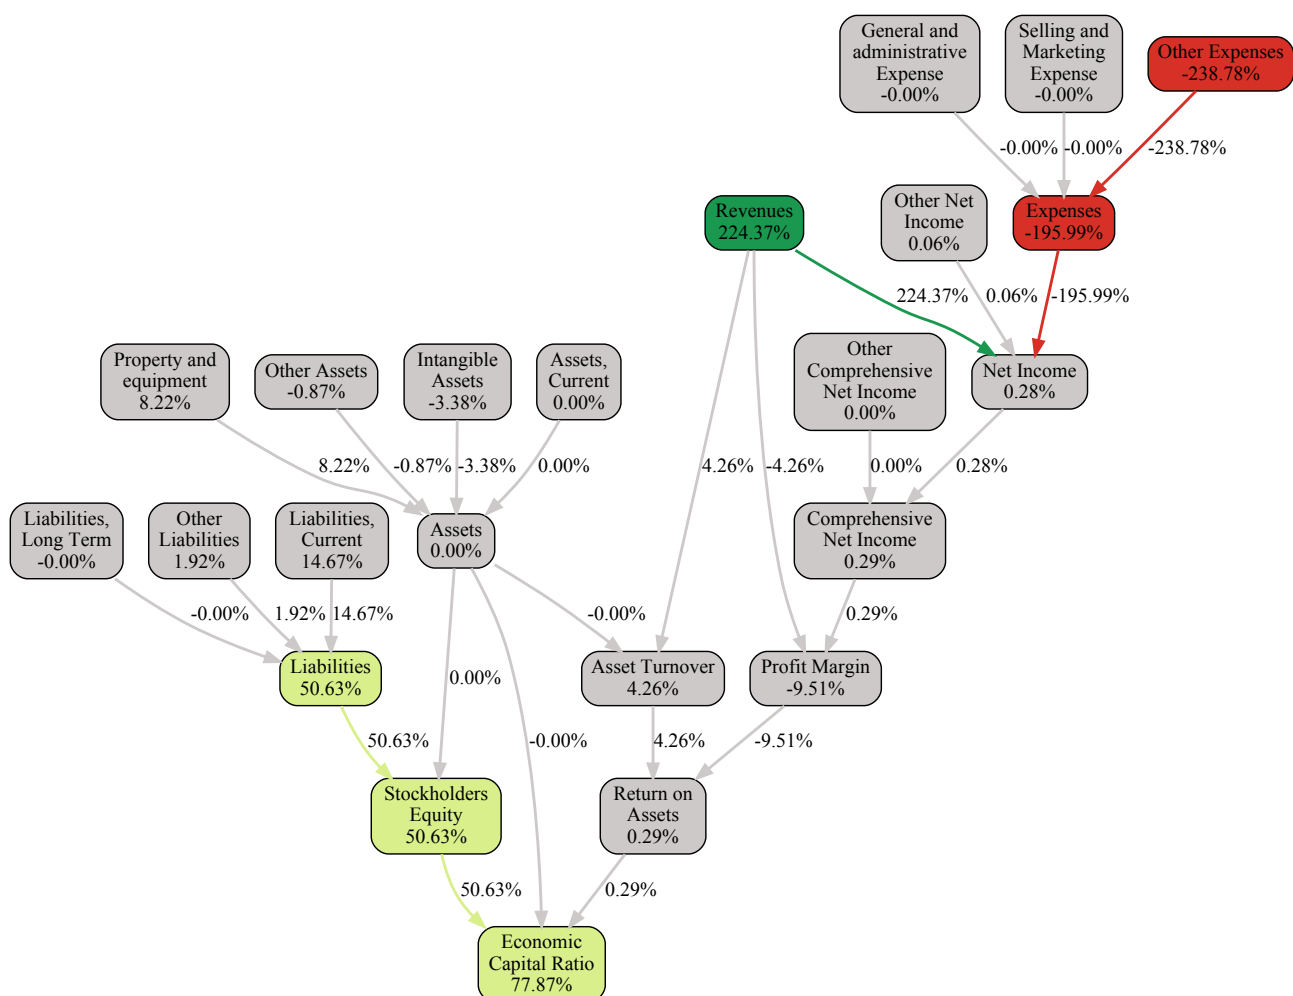 General and
administrative
Expense
-0.00%
Selling and
Marketing
Expense
-0.00%
Other Expenses
-238.78%
-0.00%
-0.00%
-238.78%
Revenues
224.37%
Other Net
Income
0.06%
Expenses
-195.99%
224.37%
0.06%
-195.99%
Property and
equipment
8.22%
Other Assets
-0.87%
Intangible
Assets
-3.38%
Assets,
Current
0.00%
Other
Comprehensive
Net Income
0.00%
Net Income
0.28%
8.22%
-0.87%
-3.38%
0.00%
4.26%
-4.26%
0.00%
0.28%
Liabilities,
Long Term
-0.00%
Other
Liabilities
1.92%
Liabilities,
Current
14.67%
Assets
0.00%
Comprehensive
Net Income
0.29%
-0.00%
1.92%
14.67%
-0.00%
0.29%
Liabilities
50.63%
0.00%
Asset Turnover
4.26%
Profit Margin
-9.51%
50.63%
-0.00%
4.26%
-9.51%
Stockholders
Equity
50.63%
Return on
Assets
0.29%
50.63%
0.29%
Economic
Capital Ratio
77.87%